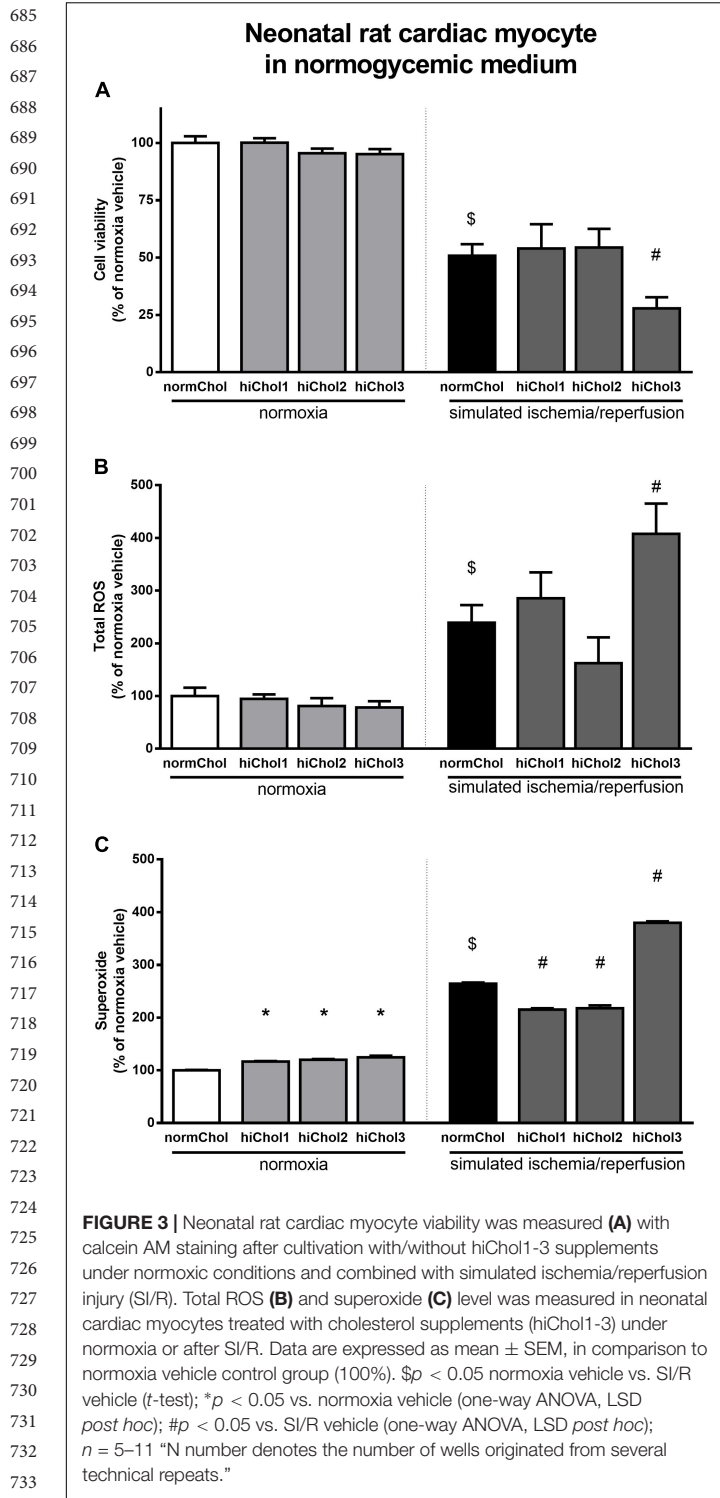 685
686
687
688
689
690
691
692
693
694
695
696
697
698
699
700
701
702
703
704
705
706
707
708
709
710
711
712
713
714
715
716
717
718
719
720
721
722
723
724
725
726
727
728
729
730
731
732
733
Neonatal rat cardiac myocyte
in normogycemic medium
A
Cell viability
(% of normoxia vehicle)
100
75
50
25
0
$
#
normChol hiChol1 hiChol2 hiChol3 normChol hiChol1 hiChol2 hiChol3
normoxia simulated ischemia/reperfusion
B
Total ROS
(% of normoxia vehicle)
500
400
300
200
100
0
$
#
normChol hiChol1 hiChol2 hiChol3 normChol hiChol1 hiChol2 hiChol3
normoxia simulated ischemia/reperfusion
C
Superoxide
(% of normoxia vehicle)
500
400
300
200
100
0
* * * $ # # #
normChol hiChol1 hiChol2 hiChol3 normChol hiChol1 hiChol2 hiChol3
normoxia simulated ischemia/reperfusion
FIGURE 3 | Neonatal rat cardiac myocyte viability was measured (A) with
calcein AM staining after cultivation with/without hiChol1-3 supplements
under normoxic conditions and combined with simulated ischemia/reperfusion
injury (SI/R). Total ROS (B) and superoxide (C) level was measured in neonatal
cardiac myocytes treated with cholesterol supplements (hiChol1-3) under
normoxia or after SI/R. Data are expressed as mean ± SEM, in comparison to
normoxia vehicle control group (100%). $p < 0.05 normoxia vehicle vs. SI/R
vehicle (t-test); *p < 0.05 vs. normoxia vehicle (one-way ANOVA, LSD
post hoc); #p < 0.05 vs. SI/R vehicle (one-way ANOVA, LSD post hoc);
n = 5–11 “N number denotes the number of wells originated from several
technical repeats.”